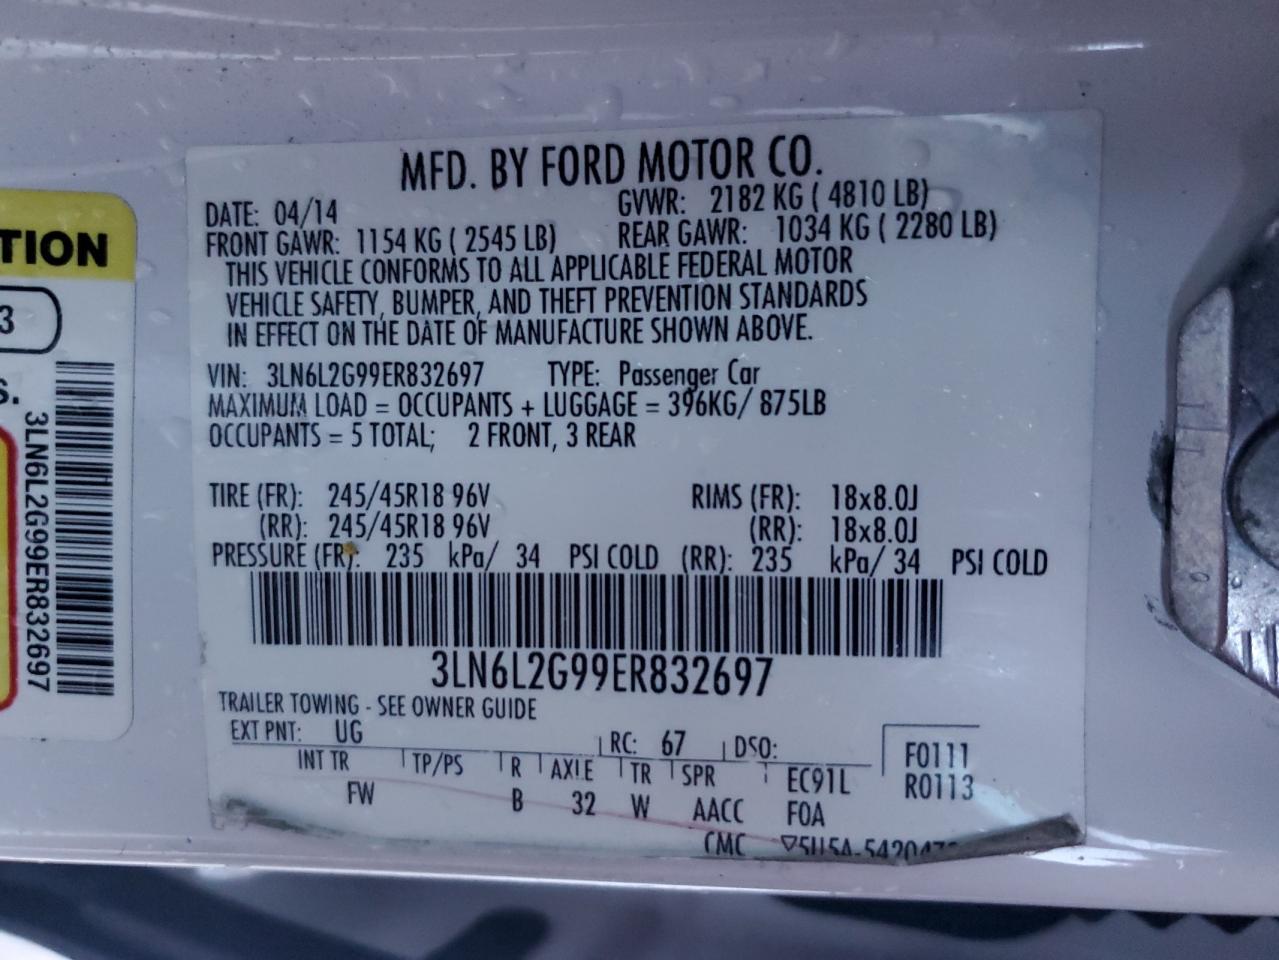 TION
3
S.
3LN6L2G99ER832697
MFD. BY FORD MOTOR CO.
DATE: 04/14 GVWR: 2182 KG ( 4810 LB)
FRONT GAWR: 1154 KG ( 2545 LB) REAR GAWR: 1034 KG ( 2280 LB)
THIS VEHICLE CONFORMS TO ALL APPLICABLE FEDERAL MOTOR
VEHICLE SAFETY, BUMPER, AND THEFT PREVENTION STANDARDS
IN EFFECT ON THE DATE OF MANUFACTURE SHOWN ABOVE.
VIN: 3LN6L2G99ER832697 TYPE: Passenger Car
MAXIMUM LOAD = OCCUPANTS + LUGGAGE = 396KG/ 875LB
OCCUPANTS = 5 TOTAL; 2 FRONT, 3 REAR
TIRE (FR): 245/45R18 96V RIMS (FR): 18x8.0J
(RR): 245/45R18 96V (RR): 18x8.0J
PRESSURE (FR): 235 kPa/ 34 PSI COLD (RR): 235 kPa/ 34 PSI COLD
3LN6L2G99ER832697
TRAILER TOWING - SEE OWNER GUIDE
EXT PNT: UG RC: 67 DSO: F0111
INT TR TP/PS R AXLE TR SPR EC91L R0113
FW B 32 W AACC FOA
CMC